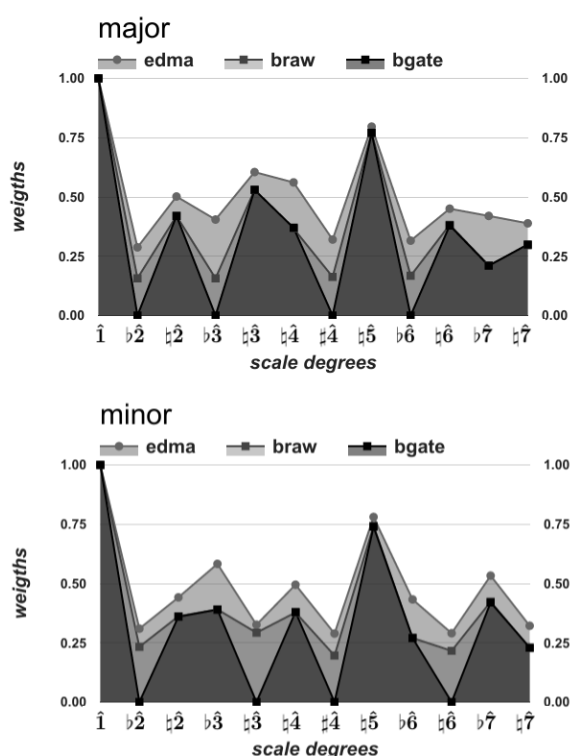 major
edma braw bgate
1.00 1.00
0.75 0.75
0.50 0.50
0.25 0.25
0.00 0.00
weigths
1̂ ♭2̂ ♮2̂ ♭3̂ ♮3̂ ♮4̂ ♯4̂ ♮5̂ ♭6̂ ♮6̂ ♭7̂ ♮7̂
scale degrees
minor
edma braw bgate
1.00 1.00
0.75 0.75
0.50 0.50
0.25 0.25
0.00 0.00
weigths
1̂ ♭2̂ ♮2̂ ♭3̂ ♮3̂ ♮4̂ ♯4̂ ♮5̂ ♭6̂ ♮6̂ ♭7̂ ♮7̂
scale degrees